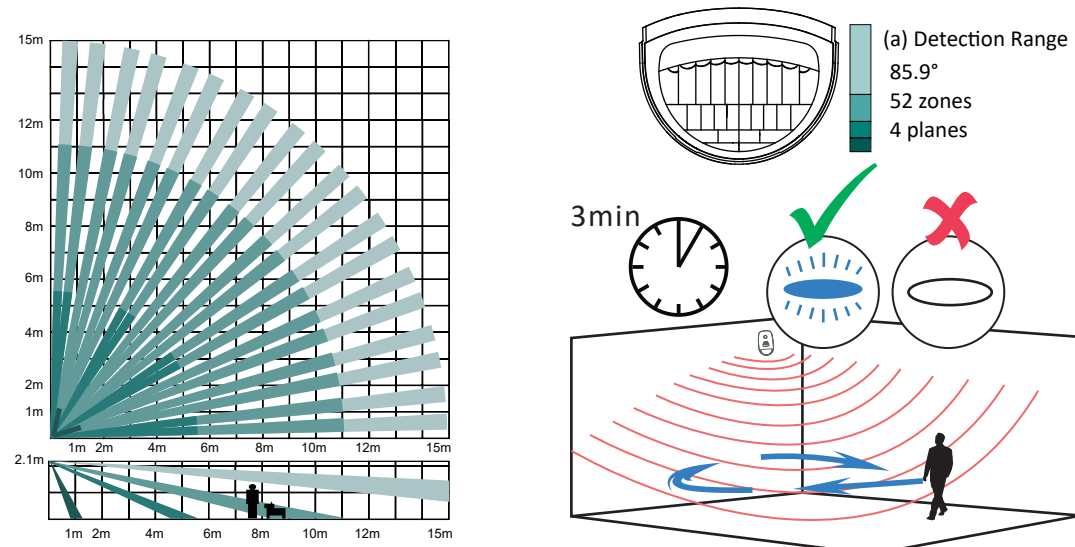 15m
12m
10m
8m
6m
4m
2m
1m
1m 2m 4m 6m 8m 10m 12m 15m
2.1m
1m 2m 4m 6m 8m 10m 12m 15m
(a) Detection Range
85.9°
52 zones
4 planes
3min